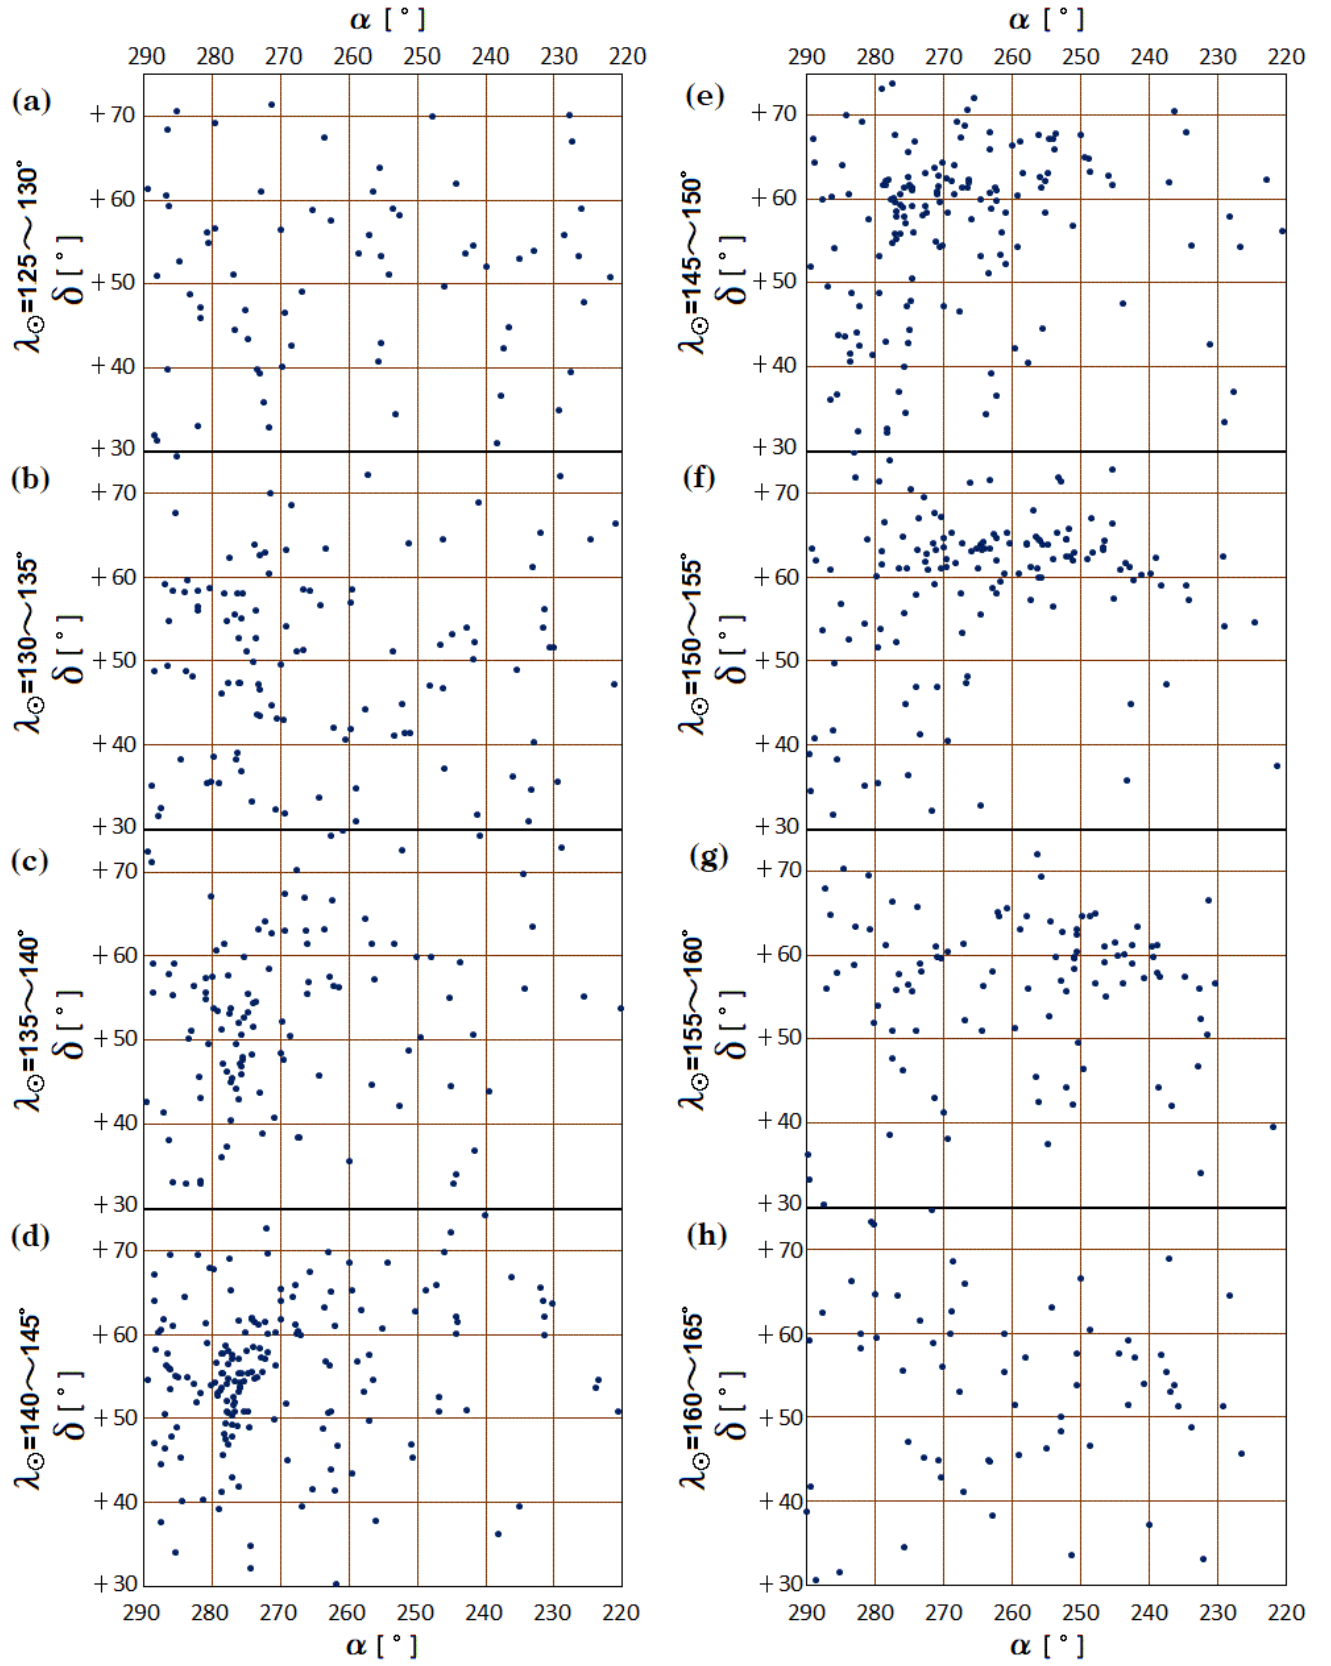 α [ ° ]
290 280 270 260 250 240 230 220
(a)
λ☉=125～130°
δ [ ° ]
+70
+60
+50
+40
+30
(b)
λ☉=130～135°
δ [ ° ]
+70
+60
+50
+40
+30
(c)
λ☉=135～140°
δ [ ° ]
+70
+60
+50
+40
+30
(d)
λ☉=140～145°
δ [ ° ]
+70
+60
+50
+40
+30
290 280 270 260 250 240 230 220
α [ ° ]
α [ ° ]
290 280 270 260 250 240 230 220
(e)
λ☉=145～150°
δ [ ° ]
+70
+60
+50
+40
+30
(f)
λ☉=150～155°
δ [ ° ]
+70
+60
+50
+40
+30
(g)
λ☉=155～160°
δ [ ° ]
+70
+60
+50
+40
+30
(h)
λ☉=160～165°
δ [ ° ]
+70
+60
+50
+40
+30
290 280 270 260 250 240 230 220
α [ ° ]